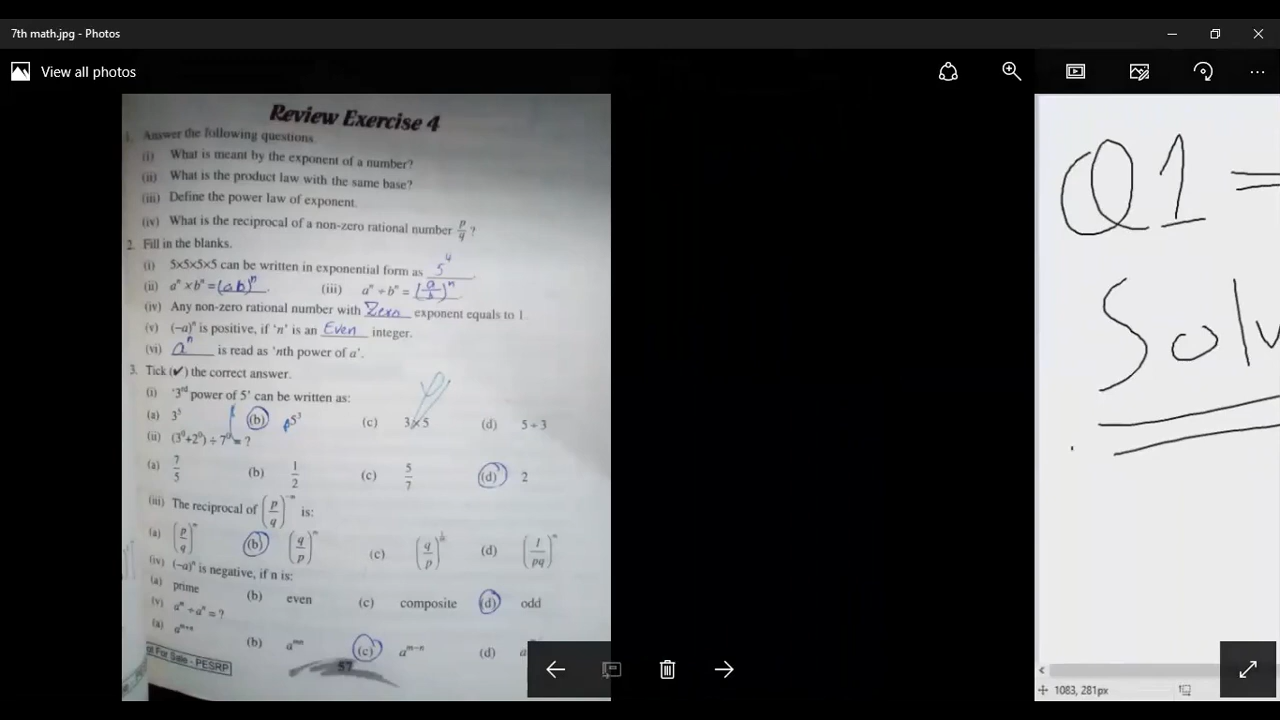 7th math.jpg - Photos
View all photos
Review Exercise 4
1. Answer the following questions.
(i) What is meant by the exponent of a number?
(ii) What is the product law with the same base?
(iii) Define the power law of exponent.
(iv) What is the reciprocal of a non-zero rational number p/q ?
2. Fill in the blanks.
(i) 5×5×5×5 can be written in exponential form as 5⁴.
(ii) aⁿ × bⁿ = (ab)ⁿ. (iii) aⁿ ÷ bⁿ = (a/b)ⁿ.
(iv) Any non-zero rational number with Zero exponent equals to 1.
(v) (–a)ⁿ is positive, if ‘n’ is an Even integer.
(vi) aⁿ is read as ‘nth power of a’.
3. Tick (✔) the correct answer.
(i) ‘3ʳᵈ power of 5’ can be written as:
(a) 3⁵ (b) 5³ (c) 3×5 (d) 5÷3
(ii) (3⁰+2⁰) ÷ 7⁰ = ?
(a) 7/5 (b) 1/2 (c) 5/7 (d) 2
(iii) The reciprocal of (p/q)⁻ⁿ is:
(a) (p/q)ⁿ (b) (q/p)ⁿ (c) (q/p) (d) (1/pq)ⁿ
(iv) (–a)ⁿ is negative, if n is:
(a) prime (b) even (c) composite (d) odd
(v) aᵐ ÷ aⁿ = ?
(a) aᵐ⁺ⁿ (b) aᵐⁿ (c) aᵐ⁻ⁿ (d) a
For Sale - PESRP
57
Q1 =
Solv
1083, 281px